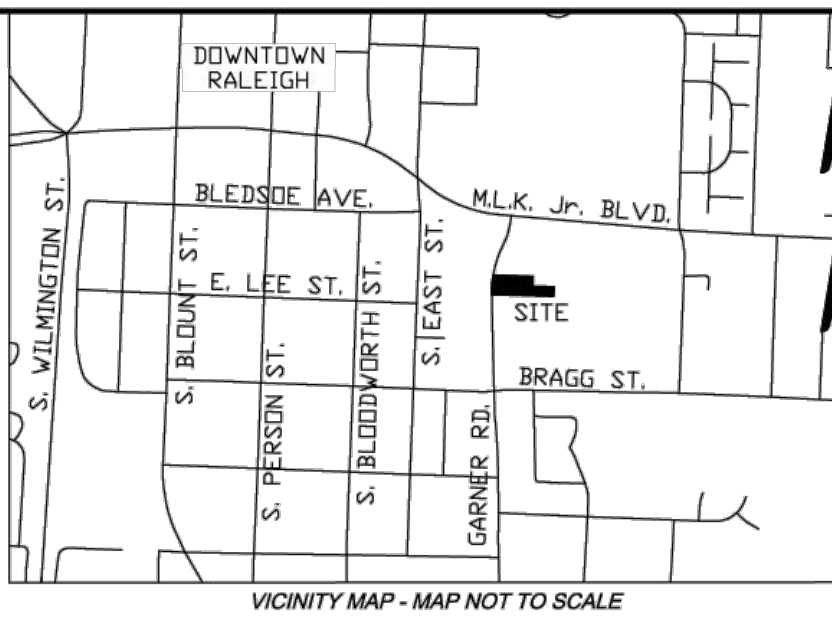 DOWNTOWN
RALEIGH
BLEDSOE AVE.
M.L.K. Jr. BLVD.
S. WILMINGTON ST.
S. BLOUNT ST.
E. LEE ST.
S. BLOODWORTH ST.
S. EAST ST.
SITE
S. PERSON ST.
BRAGG ST.
GARNER RD.
VICINITY MAP - MAP NOT TO SCALE